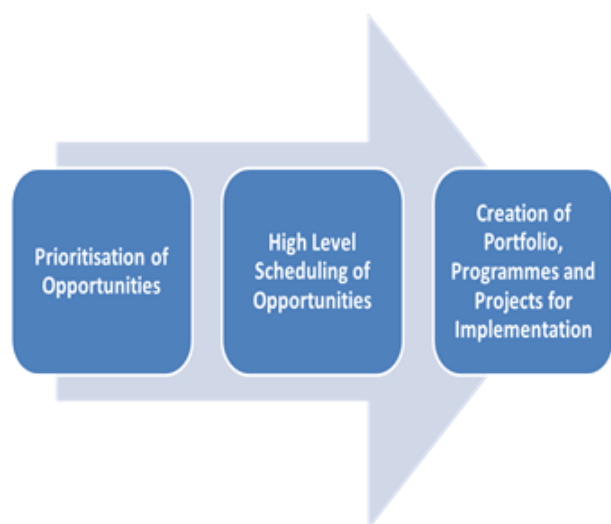 Prioritisation of
Opportunities
High Level
Scheduling of
Opportunities
Creation of
Portfolio,
Programmes and
Projects for
Implementation